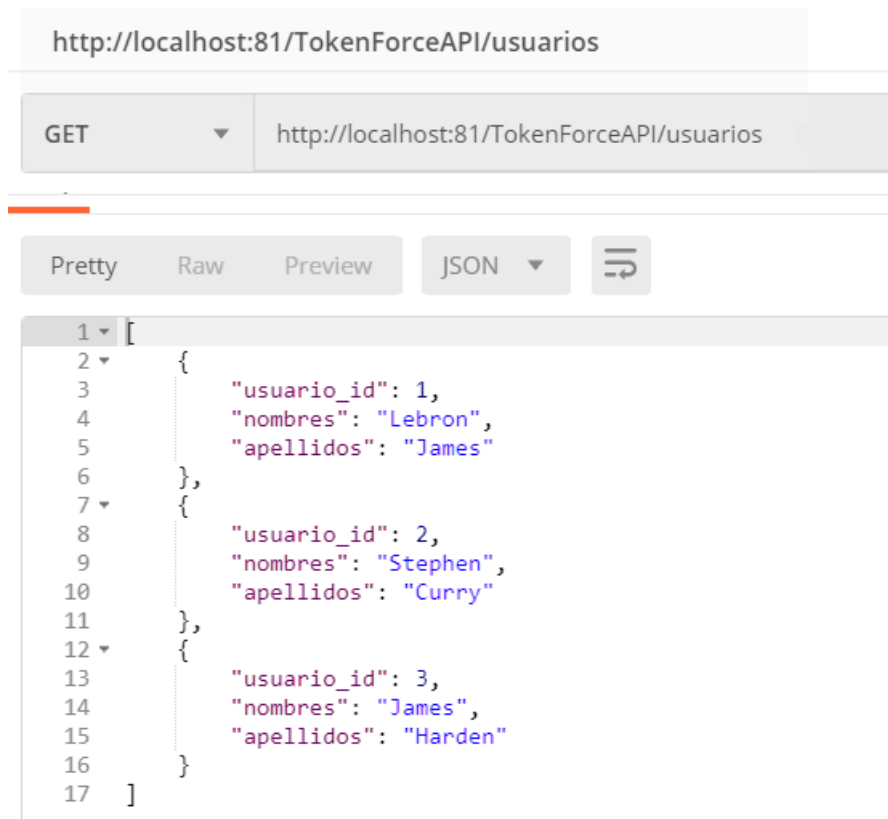 http://localhost:81/TokenForceAPI/usuarios
GET http://localhost:81/TokenForceAPI/usuarios
Pretty Raw Preview JSON
1 [
2 {
3 "usuario_id": 1,
4 "nombres": "Lebron",
5 "apellidos": "James"
6 },
7 {
8 "usuario_id": 2,
9 "nombres": "Stephen",
10 "apellidos": "Curry"
11 },
12 {
13 "usuario_id": 3,
14 "nombres": "James",
15 "apellidos": "Harden"
16 }
17 ]